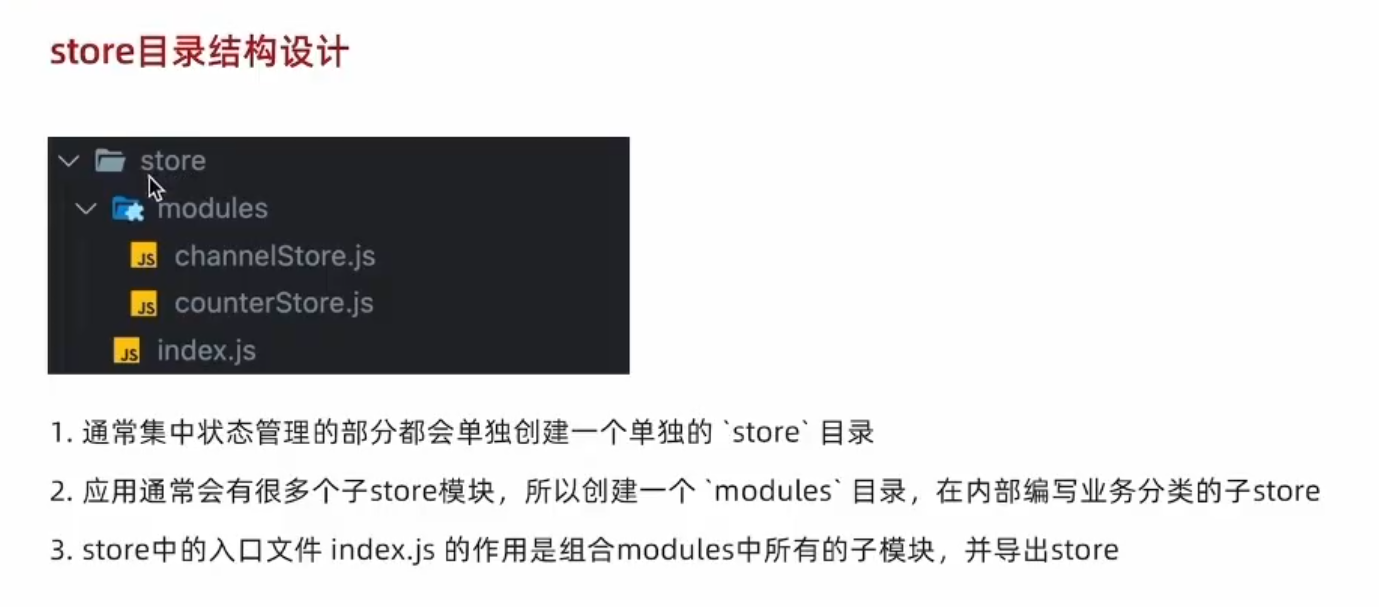 store目录结构设计
store
modules
JS channelStore.js
JS counterStore.js
JS index.js
1. 通常集中状态管理的部分都会单独创建一个单独的 `store` 目录
2. 应用通常会有很多个子store模块，所以创建一个 `modules` 目录，在内部编写业务分类的子store
3. store中的入口文件 index.js 的作用是组合modules中所有的子模块，并导出store